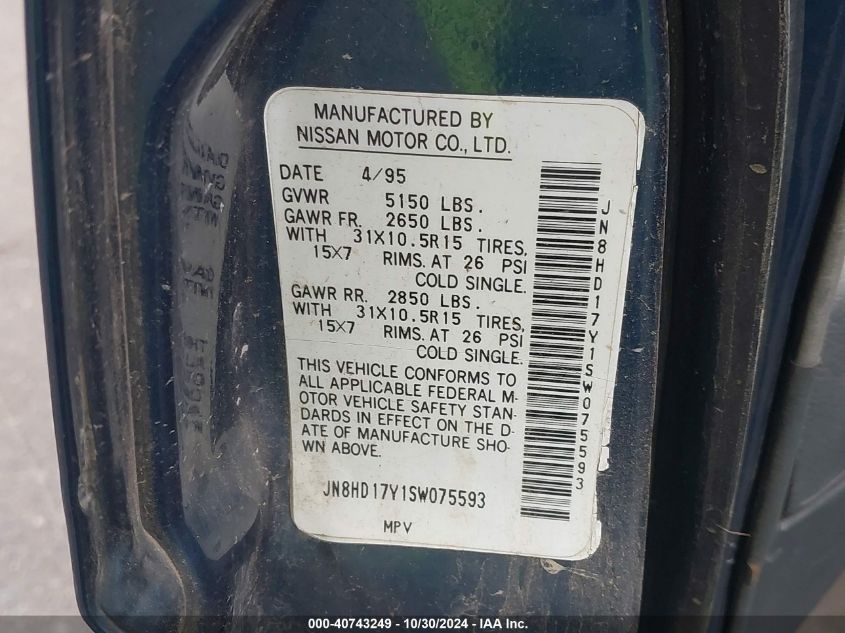 MANUFACTURED BY
NISSAN MOTOR CO., LTD.
DATE 4/95
GVWR 5150 LBS.
GAWR FR. 2650 LBS.
WITH 31X10.5R15 TIRES,
15X7 RIMS. AT 26 PSI
COLD SINGLE.
GAWR RR. 2850 LBS.
WITH 31X10.5R15 TIRES,
15X7 RIMS. AT 26 PSI
COLD SINGLE.
THIS VEHICLE CONFORMS TO
ALL APPLICABLE FEDERAL M-
OTOR VEHICLE SAFETY STAN-
DARDS IN EFFECT ON THE D-
ATE OF MANUFACTURE SHO-
WN ABOVE.
JN8HD17Y1SW075593
MPV
JN8HD17Y1SW075593
000-40743249 - 10/30/2024 - IAA Inc.